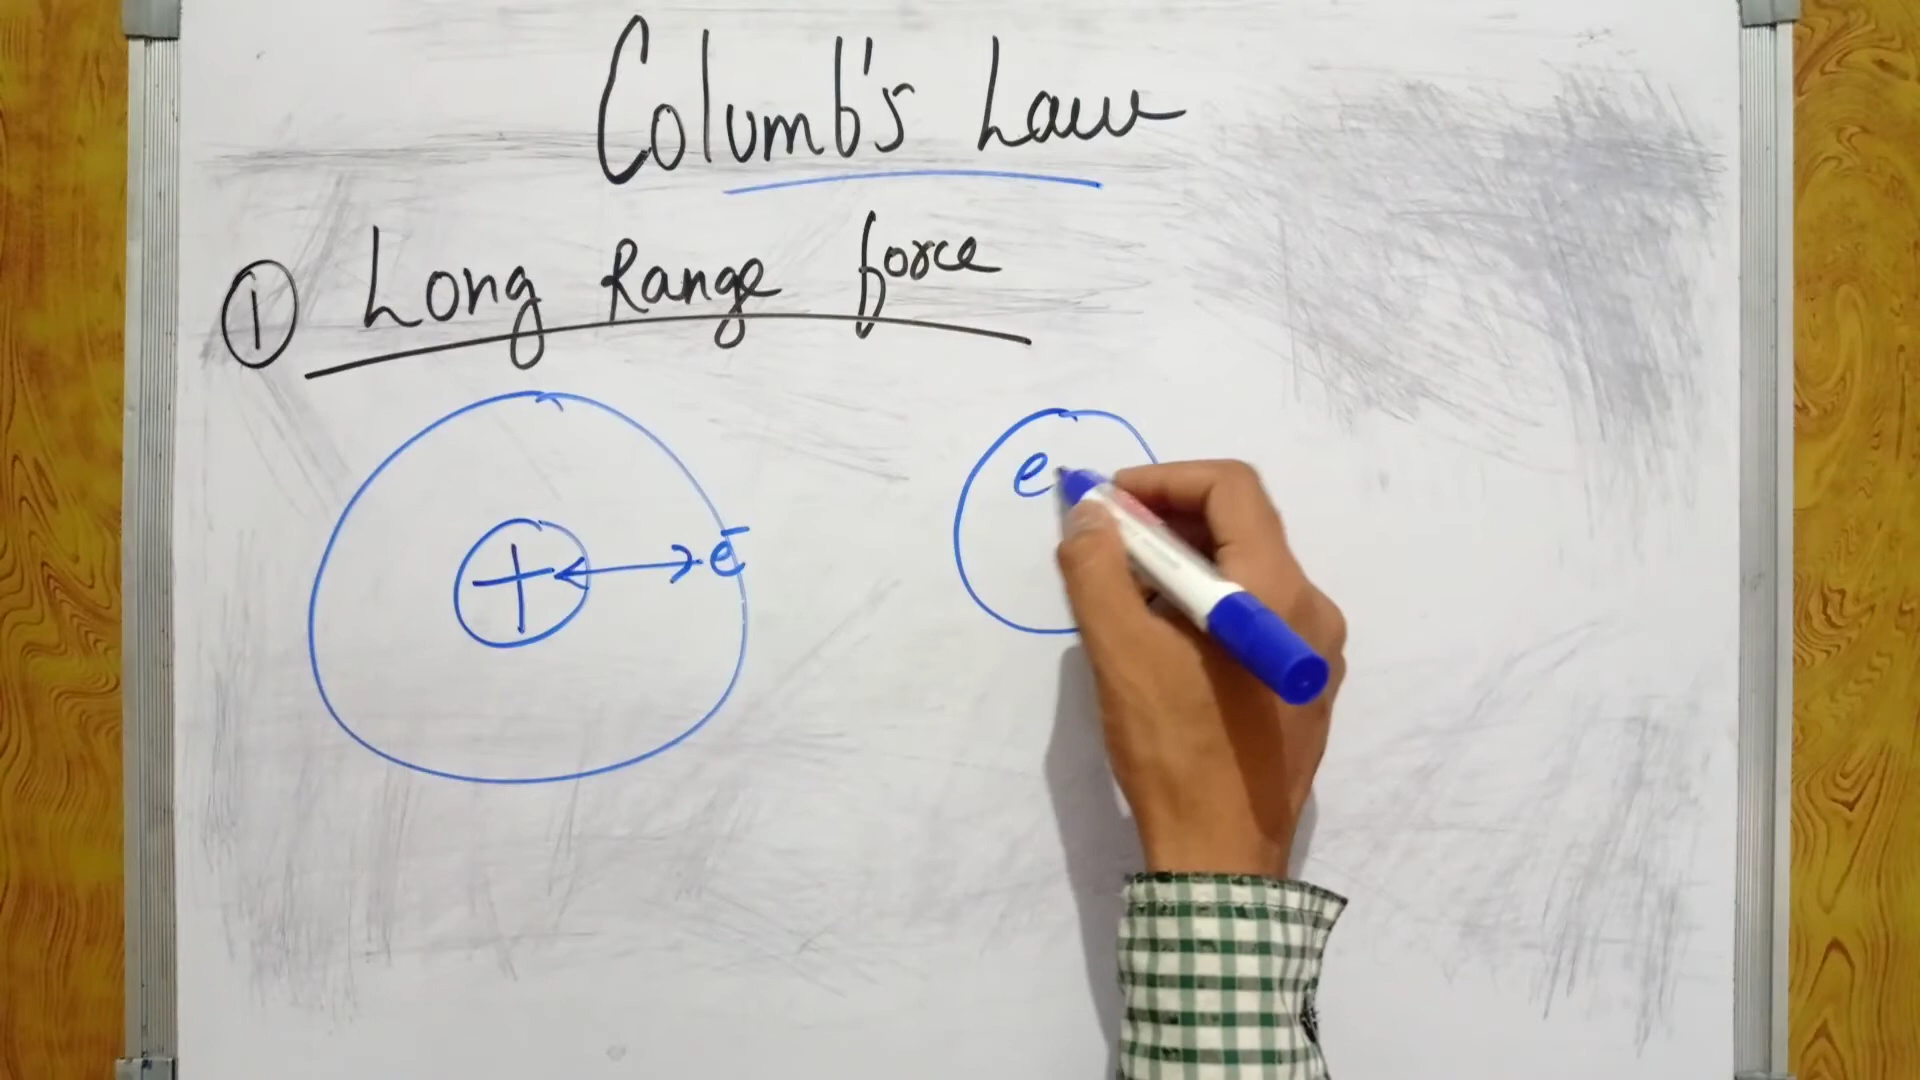 Columb's Law
① Long Range force
+ e⁻
e